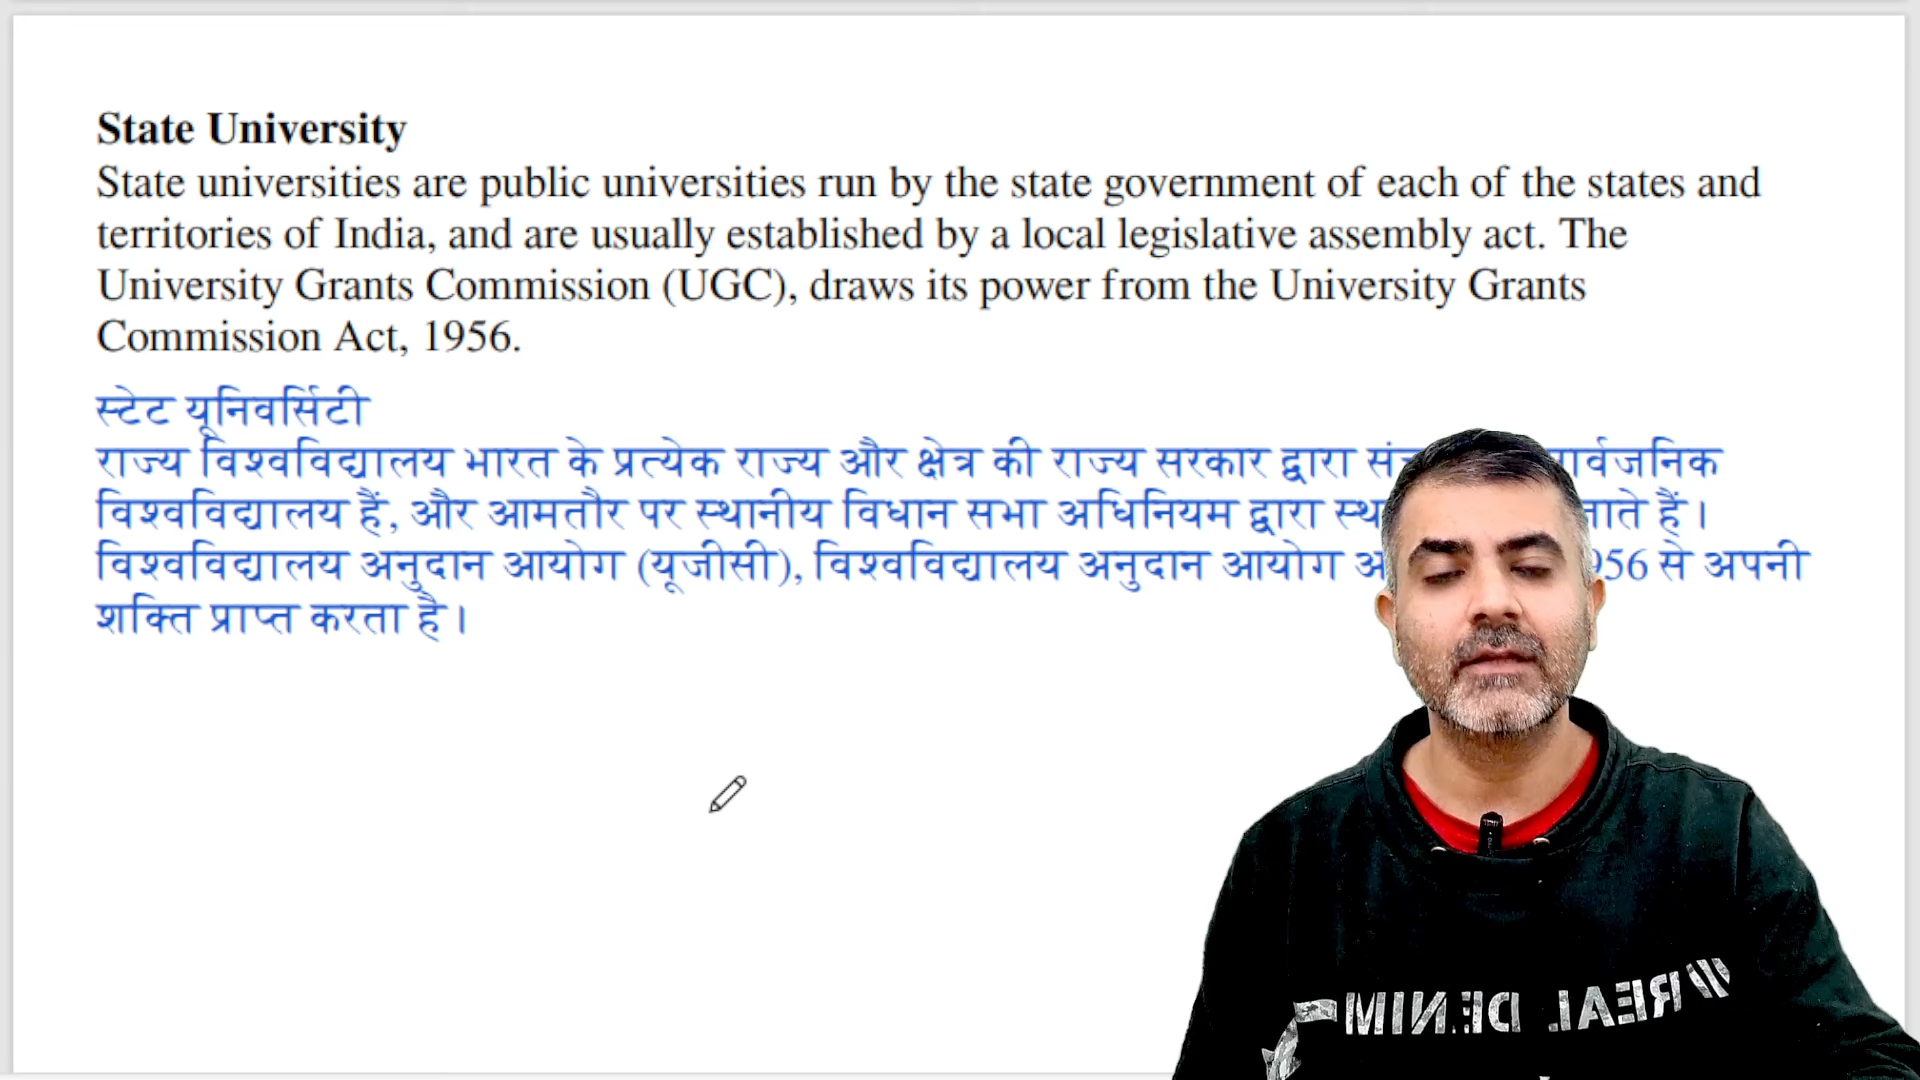 State University
State universities are public universities run by the state government of each of the states and
territories of India, and are usually established by a local legislative assembly act. The
University Grants Commission (UGC), draws its power from the University Grants
Commission Act, 1956.
स्टेट यूनिवर्सिटी
राज्य विश्वविद्यालय भारत के प्रत्येक राज्य और क्षेत्र की राज्य सरकार द्वारा
विश्वविद्यालय हैं, और आमतौर पर स्थानीय विधान सभा अधिनियम द्वारा हैं।
विश्वविद्यालय अनुदान आयोग (यूजीसी), विश्वविद्यालय अनुदान आयोग से अपनी
शक्ति प्राप्त करता है।
//REAL DENIM